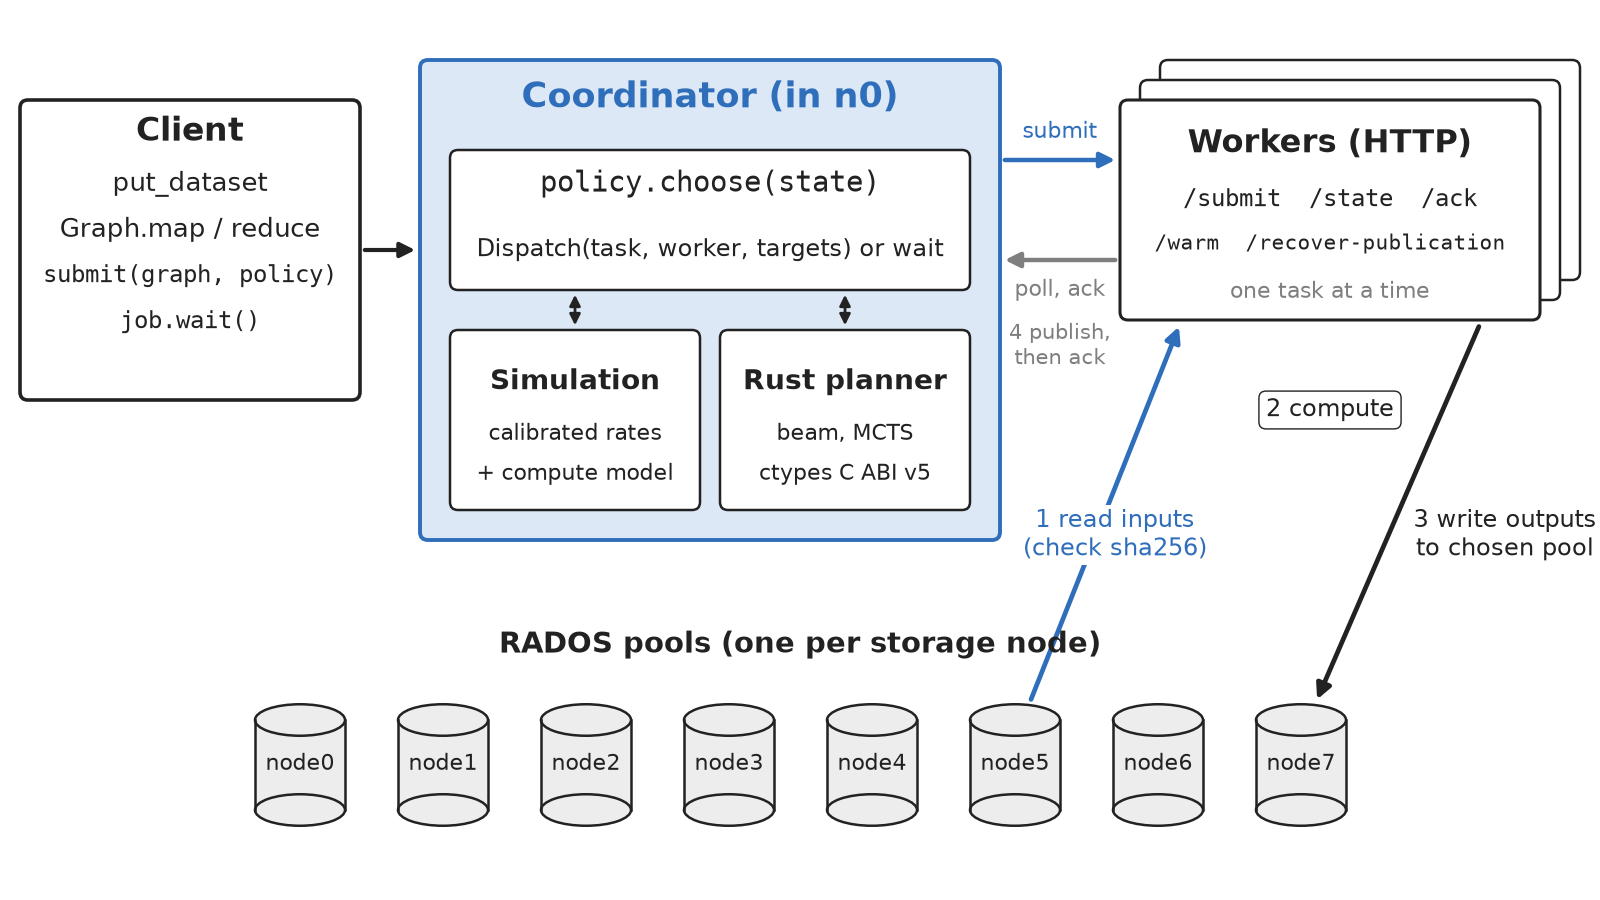 Client
put_dataset
Graph.map / reduce
submit(graph, policy)
job.wait()
Coordinator (in n0)
policy.choose(state)
Dispatch(task, worker, targets) or wait
Simulation
calibrated rates
+ compute model
Rust planner
beam, MCTS
ctypes C ABI v5
submit
poll, ack
4 publish,
then ack
Workers (HTTP)
/submit /state /ack
/warm /recover-publication
one task at a time
2 compute
1 read inputs
(check sha256)
3 write outputs
to chosen pool
RADOS pools (one per storage node)
node0
node1
node2
node3
node4
node5
node6
node7